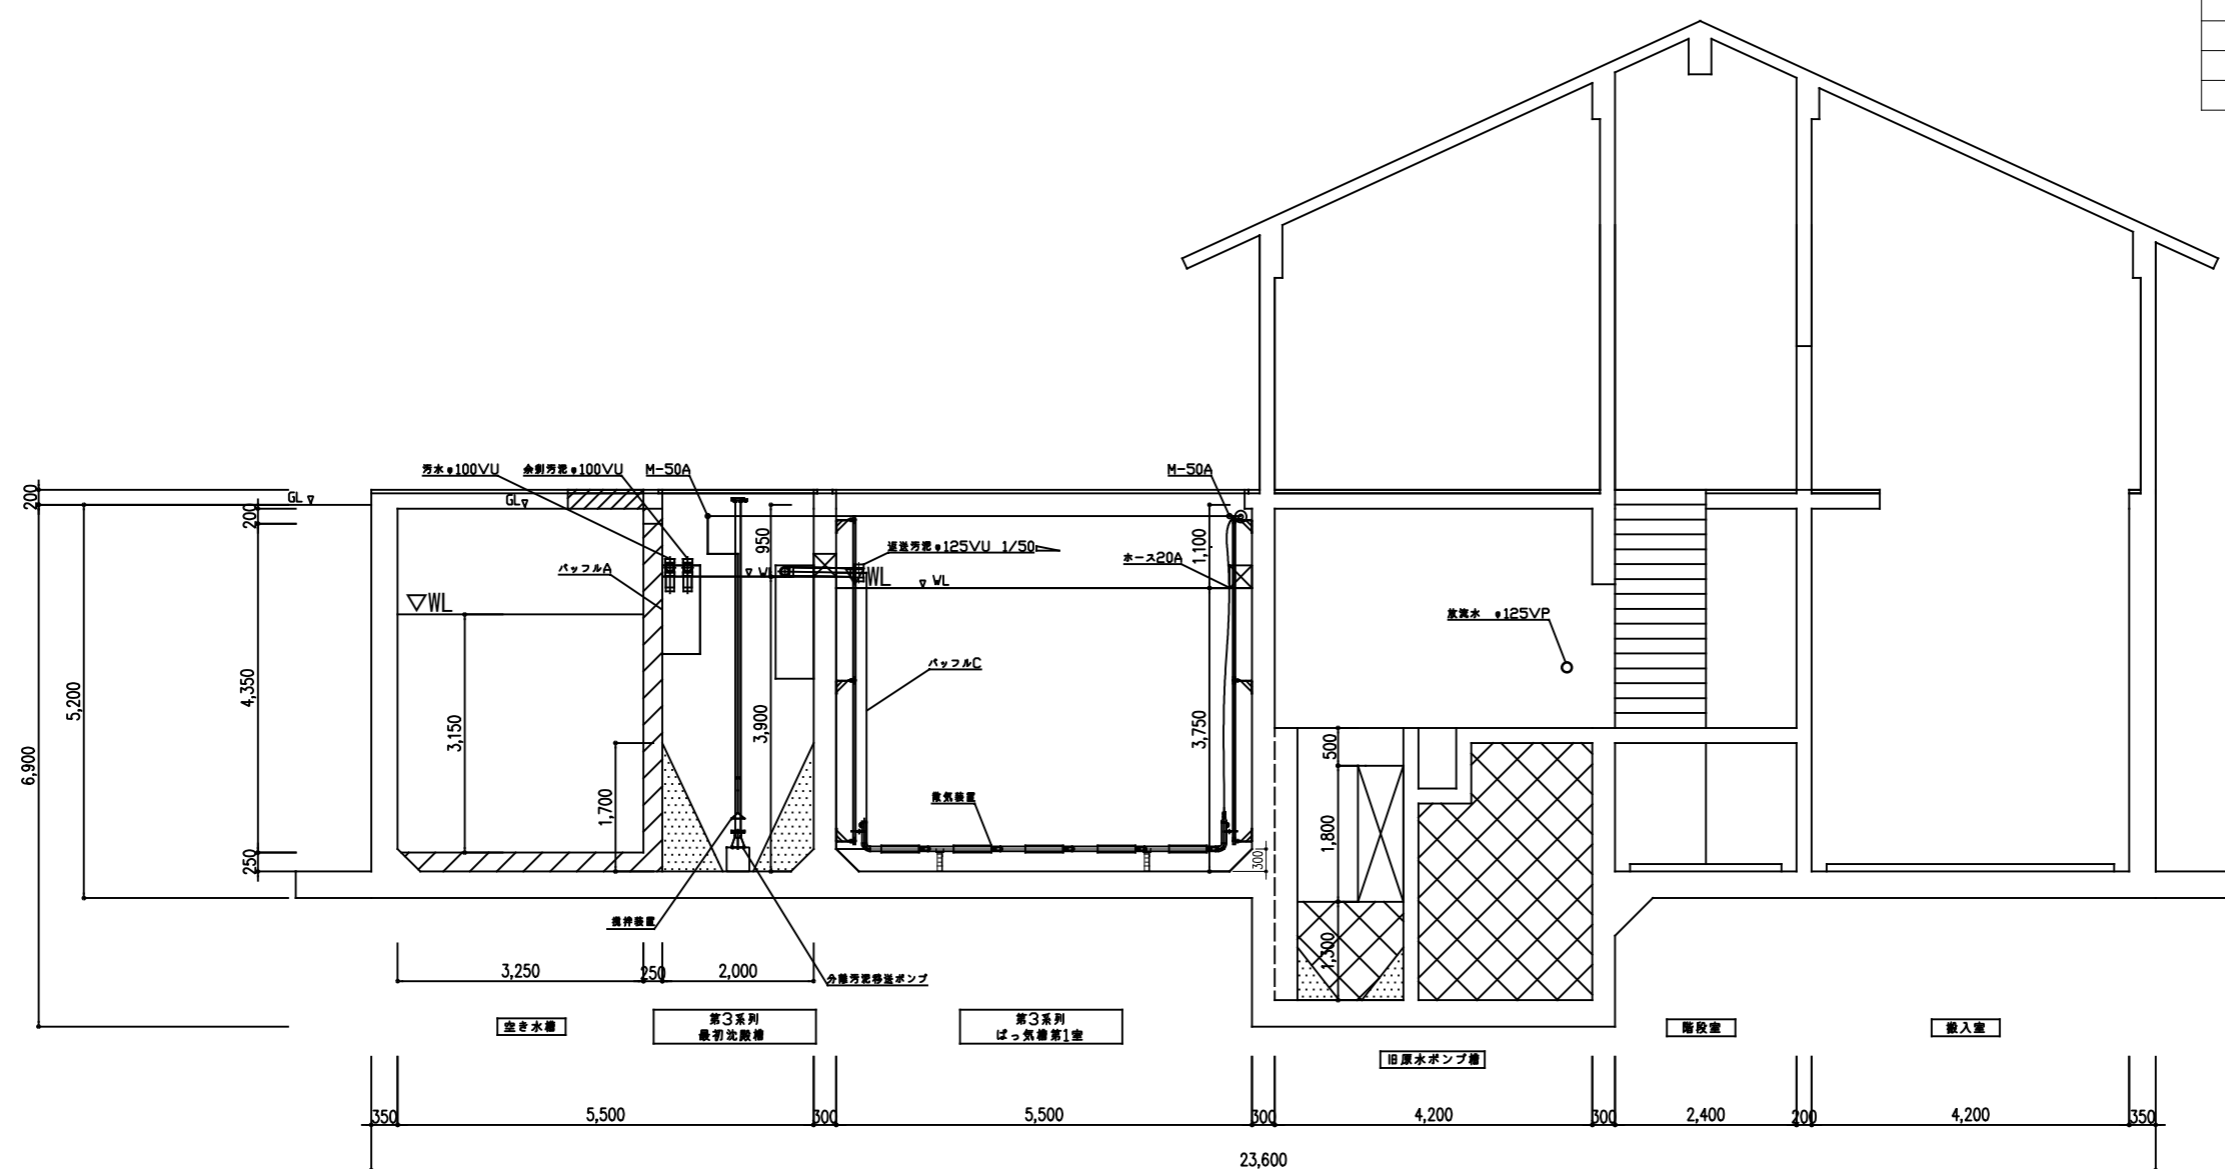 汚水 φ100VU
余剰汚泥 φ100VU
M-50A
M-50A
200
GL
GL
200
950
1,100
返送汚泥 φ125VU 1/50
ホース20A
バッフルA
WL
WL
WL
WL
放流水 φ125VP
バッフルC
5,200
4,350
3,150
3,900
3,750
6,900
500
1,700
散気装置
1,800
250
300
撹拌装置
1,300
3,250
250
2,000
分離汚泥移送ポンプ
空き水槽
第3系列
最初沈殿槽
第3系列
ばっ気槽第1室
旧原水ポンプ槽
階段室
搬入室
350
5,500
300
5,500
300
4,200
300
2,400
200
4,200
350
23,600